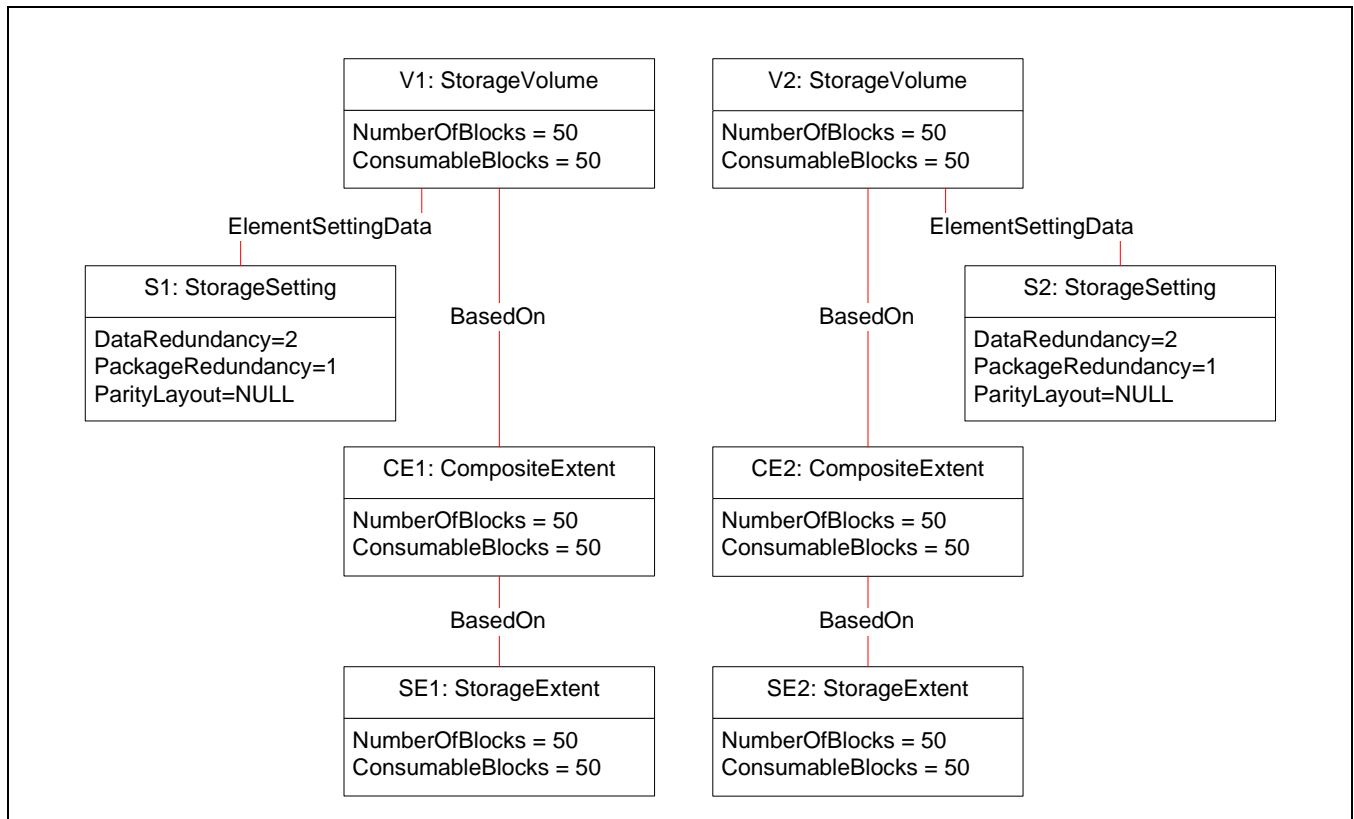 V1: StorageVolume
NumberOfBlocks = 50
ConsumableBlocks = 50
V2: StorageVolume
NumberOfBlocks = 50
ConsumableBlocks = 50
ElementSettingData
ElementSettingData
S1: StorageSetting
DataRedundancy=2
PackageRedundancy=1
ParityLayout=NULL
BasedOn
BasedOn
S2: StorageSetting
DataRedundancy=2
PackageRedundancy=1
ParityLayout=NULL
CE1: CompositeExtent
NumberOfBlocks = 50
ConsumableBlocks = 50
CE2: CompositeExtent
NumberOfBlocks = 50
ConsumableBlocks = 50
BasedOn
BasedOn
SE1: StorageExtent
NumberOfBlocks = 50
ConsumableBlocks = 50
SE2: StorageExtent
NumberOfBlocks = 50
ConsumableBlocks = 50